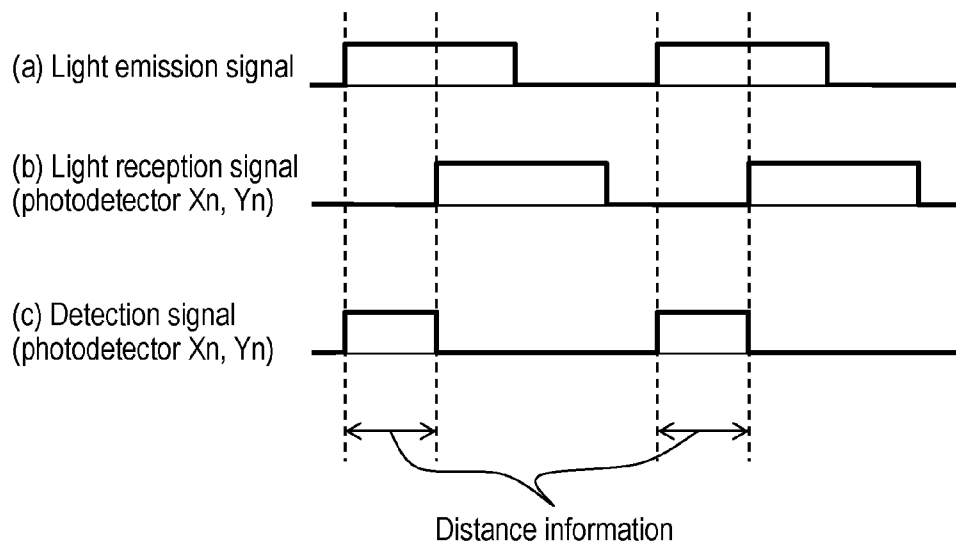 (a) Light emission signal
(b) Light reception signal
(photodetector Xn, Yn)
(c) Detection signal
(photodetector Xn, Yn)
Distance information